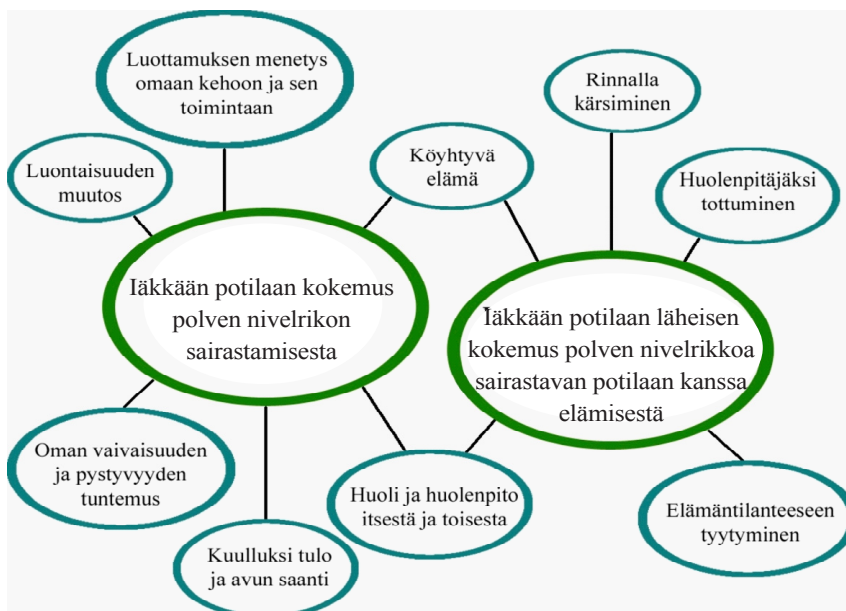 Luottamuksen menetys
omaan kehoon ja sen
toimintaan
Rinnalla
kärsiminen
Luontaisuuden
muutos
Köyhtyvä
elämä
Huolenpitäjäksi
tottuminen
Iäkkään potilaan kokemus
polven nivelrikon
sairastamisesta
Iäkkään potilaan läheisen
kokemus polven nivelrikkoa
sairastavan potilaan kanssa
elämisestä
Oman vaivaisuuden
ja pystyvyyden
tuntemus
Huoli ja huolenpito
itsestä ja toisesta
Elämäntilanteeseen
tyytyminen
Kuulluksi tulo
ja avun saanti